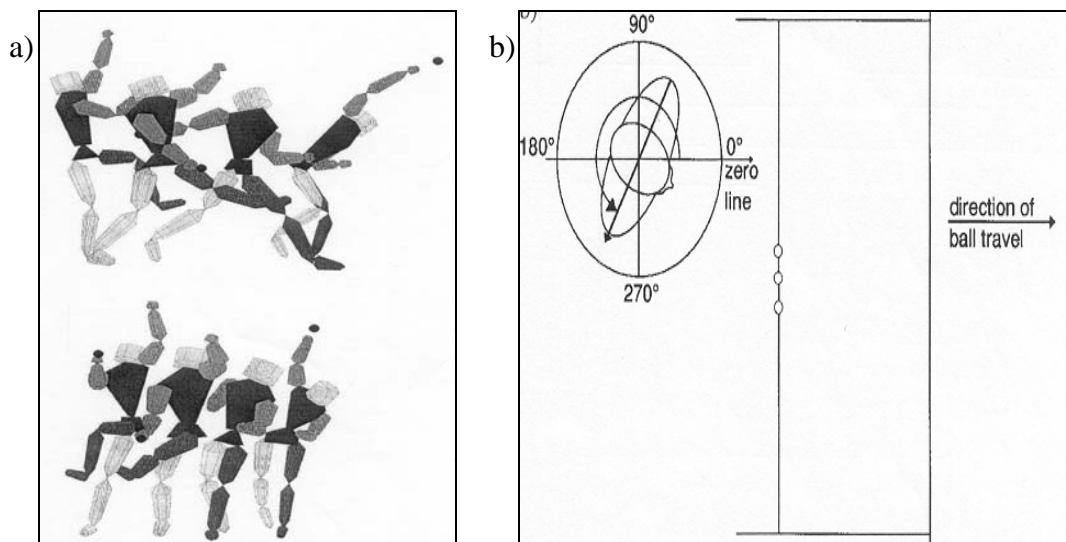 a)
b)
90°
180°
0°
zero
line
270°
direction of
ball travel